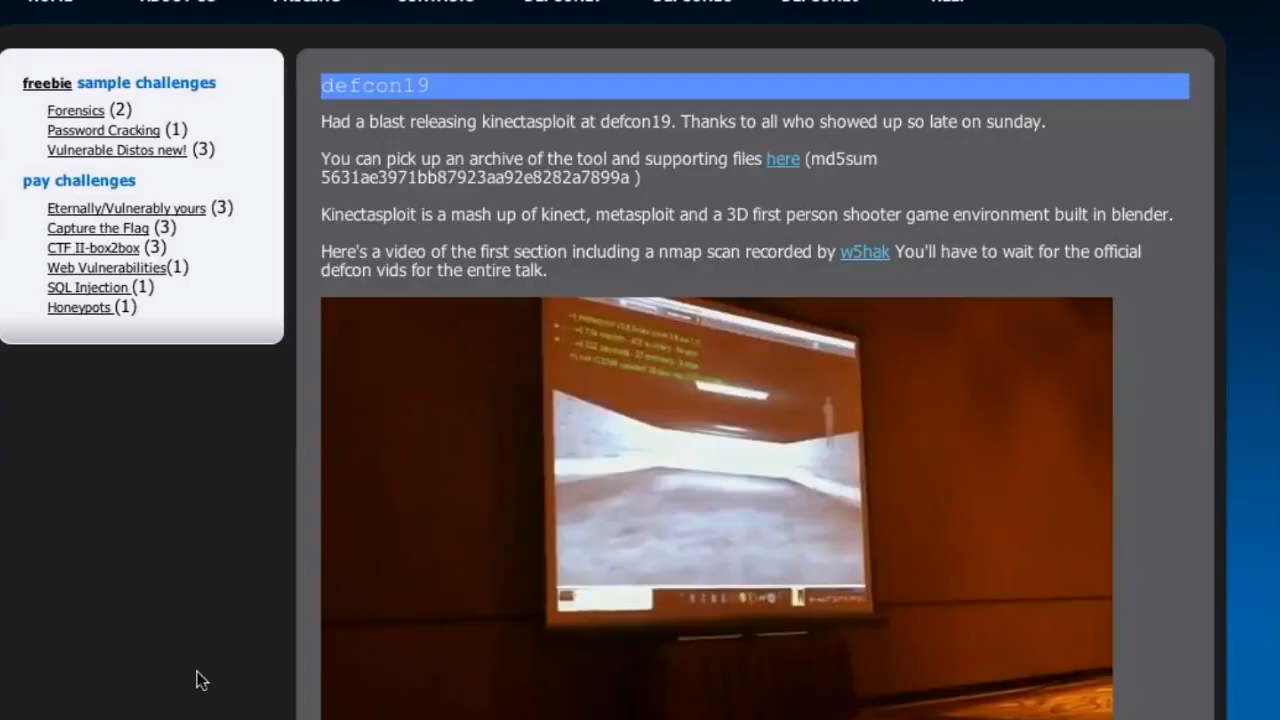 freebie sample challenges
Forensics (2)
Password Cracking (1)
Vulnerable Distos new! (3)
pay challenges
Eternally/Vulnerably yours (3)
Capture the Flag (3)
CTF II-box2box (3)
Web Vulnerabilities(1)
SQL Injection (1)
Honeypots (1)
defcon19
Had a blast releasing kinectasploit at defcon19. Thanks to all who showed up so late on sunday.
You can pick up an archive of the tool and supporting files here (md5sum
5631ae3971bb87923aa92e8282a7899a )
Kinectasploit is a mash up of kinect, metasploit and a 3D first person shooter game environment built in blender.
Here's a video of the first section including a nmap scan recorded by w5hak You'll have to wait for the official
defcon vids for the entire talk.